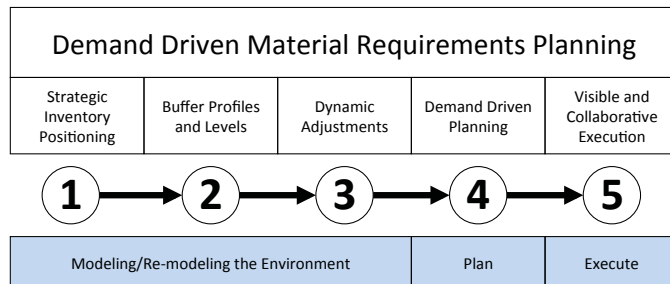 Demand Driven Material Requirements Planning
Strategic
Inventory
Positioning
Buffer Profiles
and Levels
Dynamic
Adjustments
Demand Driven
Planning
Visible and
Collaborative
Execution
1
2
3
4
5
Modeling/Re-modeling the Environment
Plan
Execute